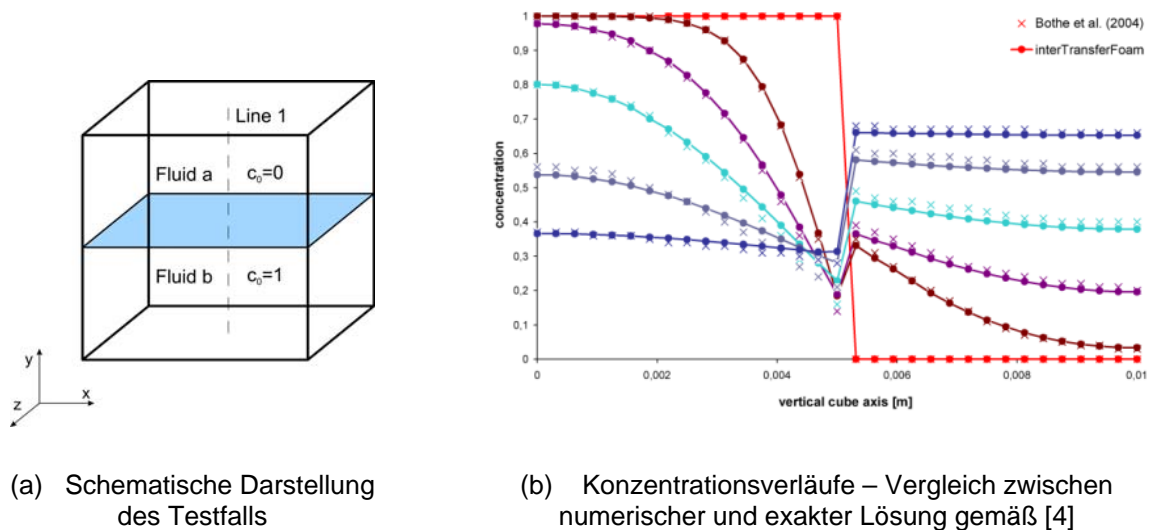 Line 1
Fluid a c₀=0
Fluid b c₀=1
y
x
z
concentration
1
0,9
0,8
0,7
0,6
0,5
0,4
0,3
0,2
0,1
0
0 0,002 0,004 0,006 0,008 0,01
vertical cube axis [m]
Bothe et al. (2004)
interTransferFoam
(a) Schematische Darstellung
des Testfalls
(b) Konzentrationsverläufe – Vergleich zwischen
numerischer und exakter Lösung gemäß [4]